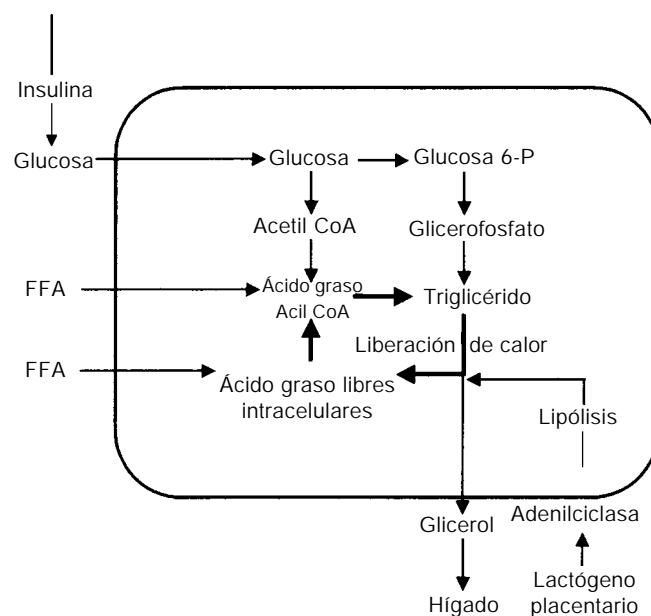 Insulina
Glucosa
Glucosa
Glucosa 6-P
Acetil CoA
Glicerofosfato
FFA
Ácido graso
Acil CoA
Triglicérido
Liberación de calor
FFA
Ácido graso libres
intracelulares
Lipólisis
Glicerol
Adenilciclasa
Hígado
Lactógeno
placentario